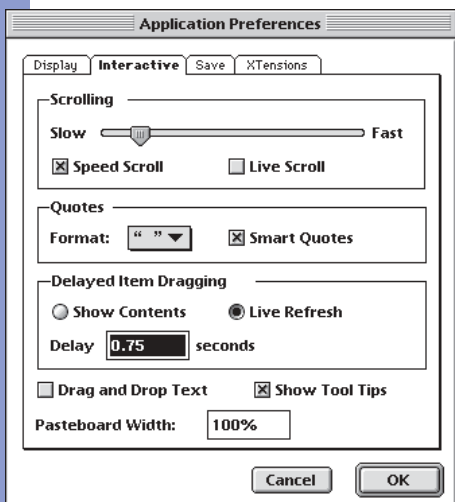 Application Preferences
Display Interactive Save XTensions
Scrolling
Slow Fast
Speed Scroll Live Scroll
Quotes
Format: “ ” Smart Quotes
Delayed Item Dragging
Show Contents Live Refresh
Delay 0.75 seconds
Drag and Drop Text Show Tool Tips
Pasteboard Width: 100%
Cancel OK